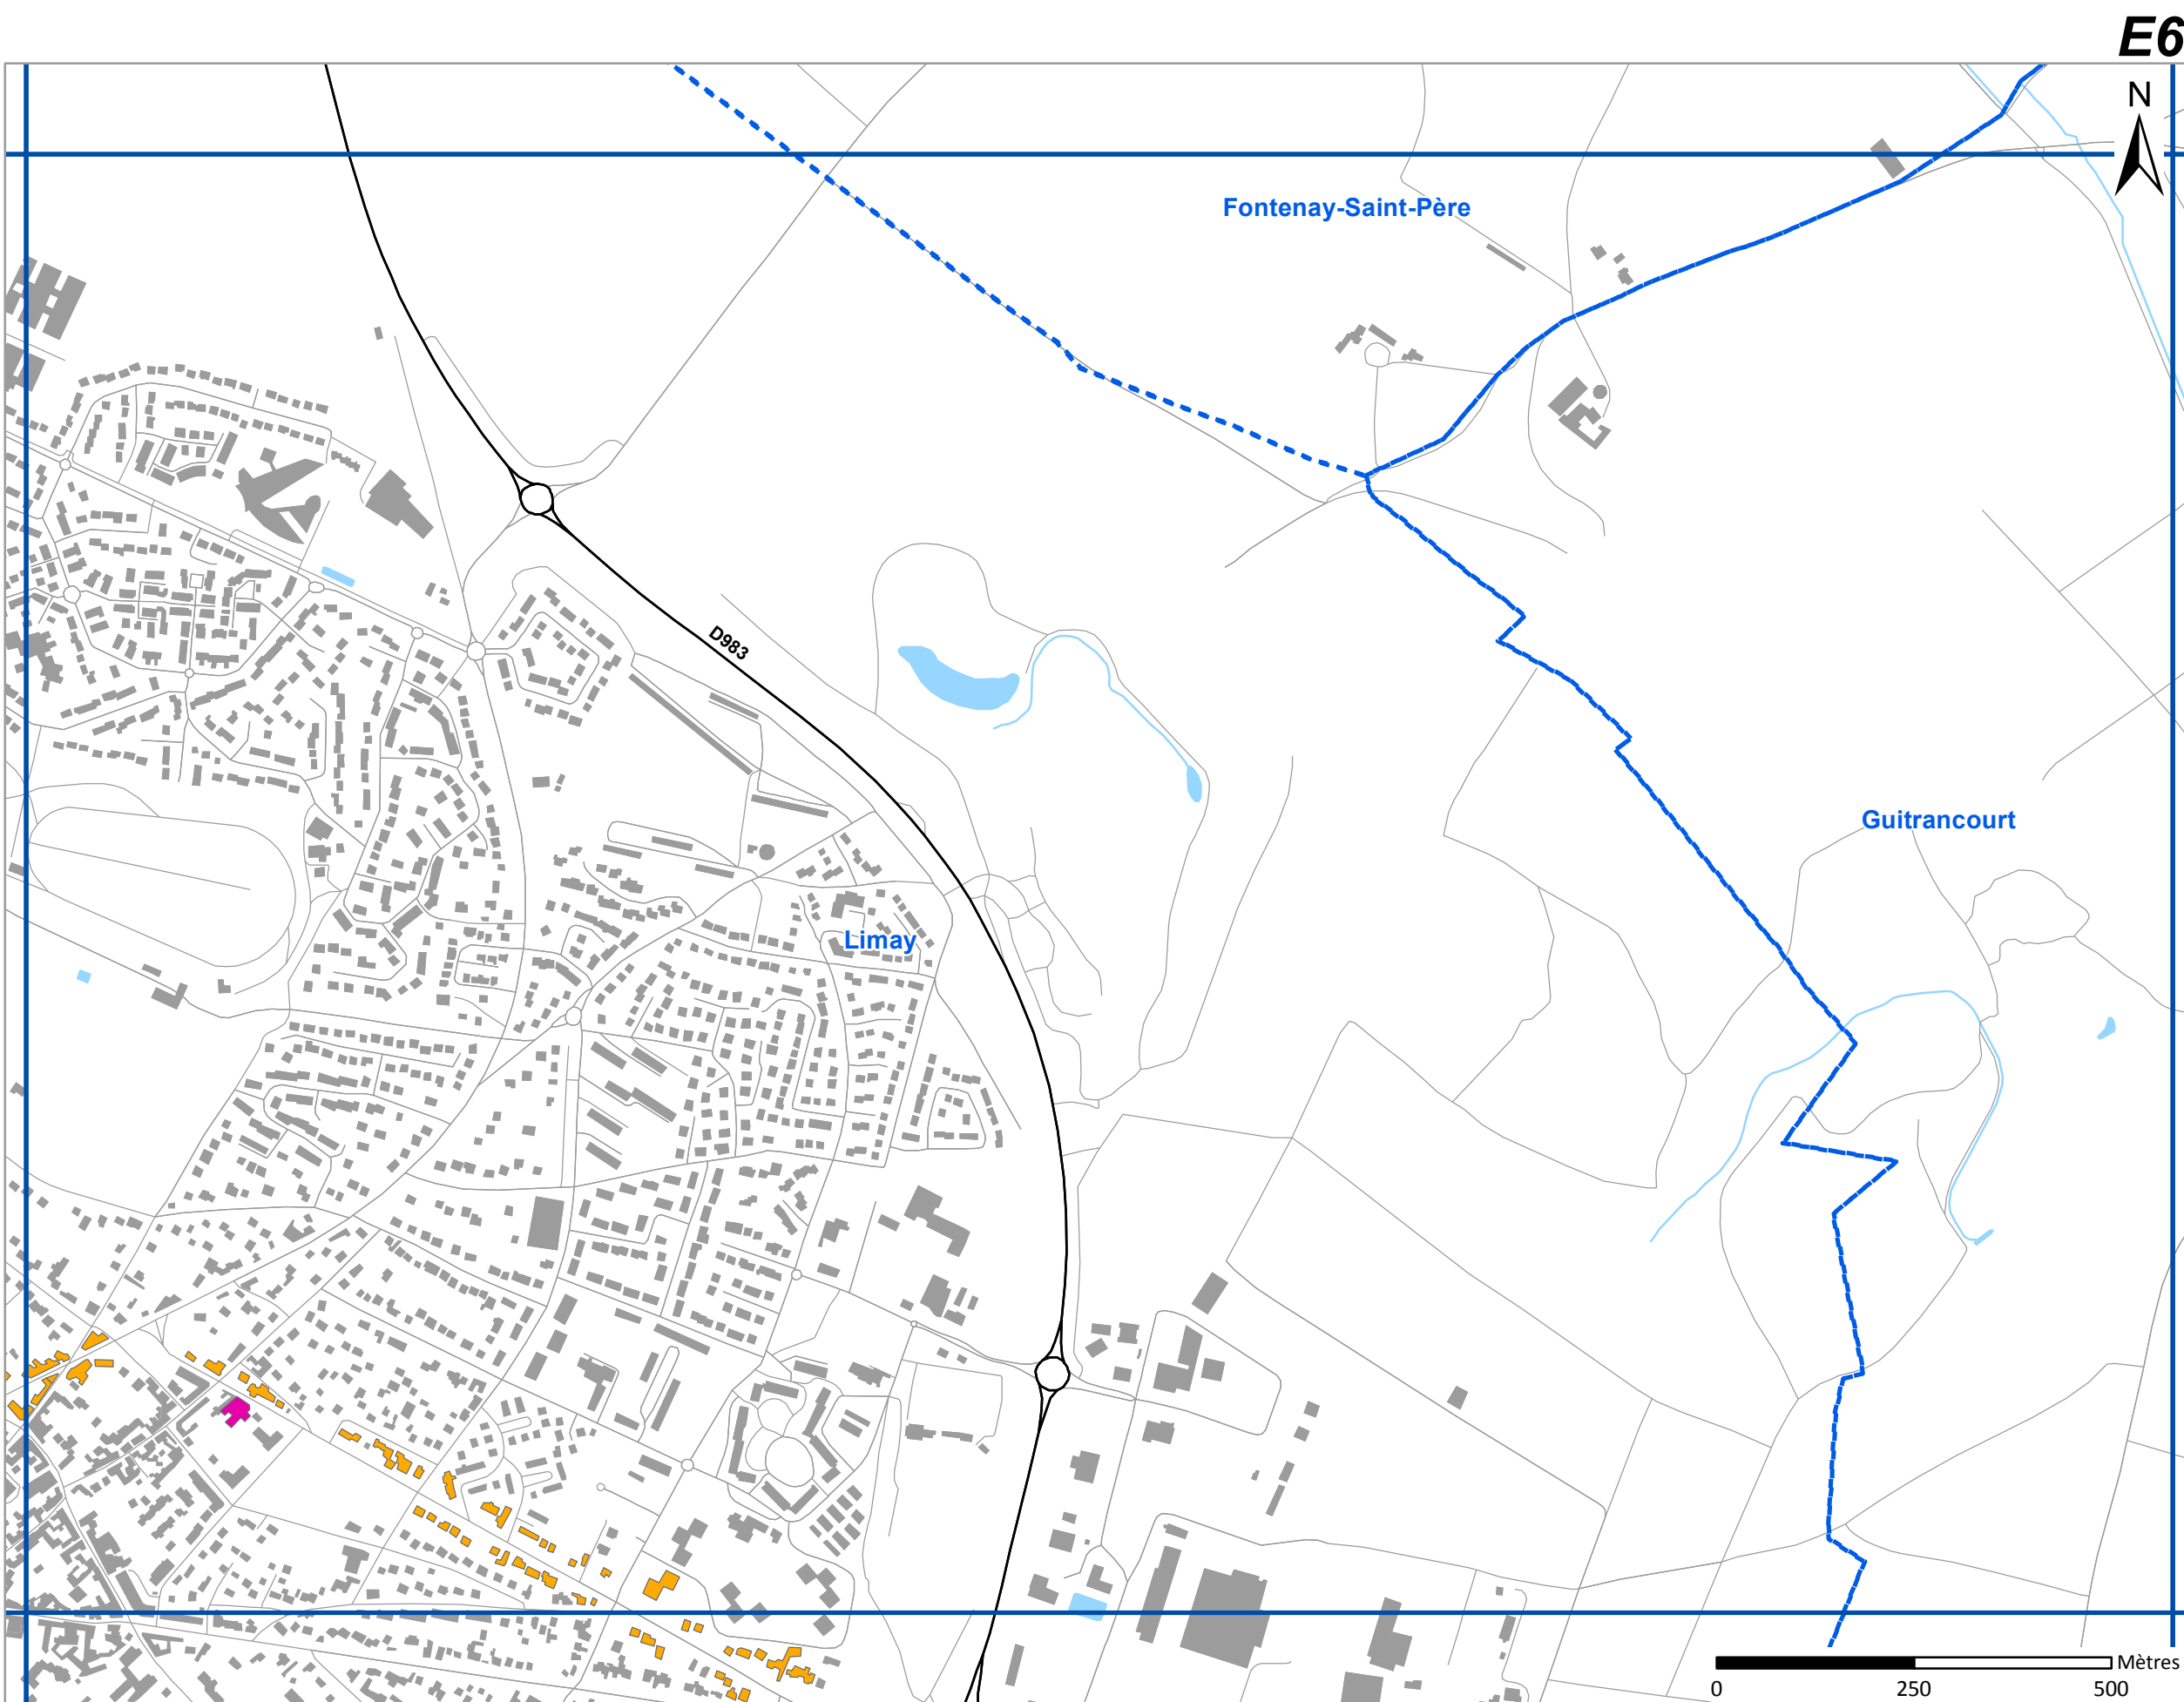 E6
N
Fontenay-Saint-Père
D983
Guitrancourt
Limay
Mètres
0 250 500